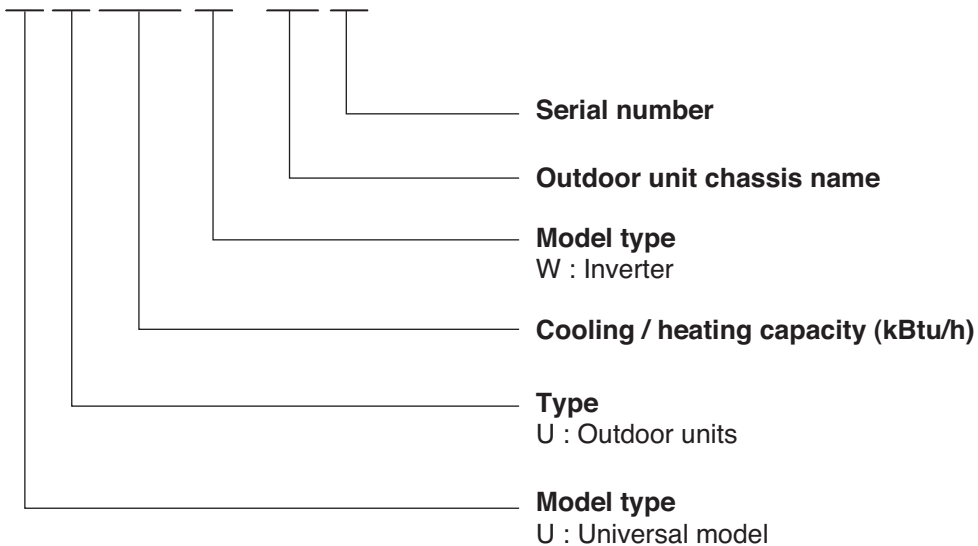 Serial number
Outdoor unit chassis name
Model type
W : Inverter
Cooling / heating capacity (kBtu/h)
Type
U : Outdoor units
Model type
U : Universal model